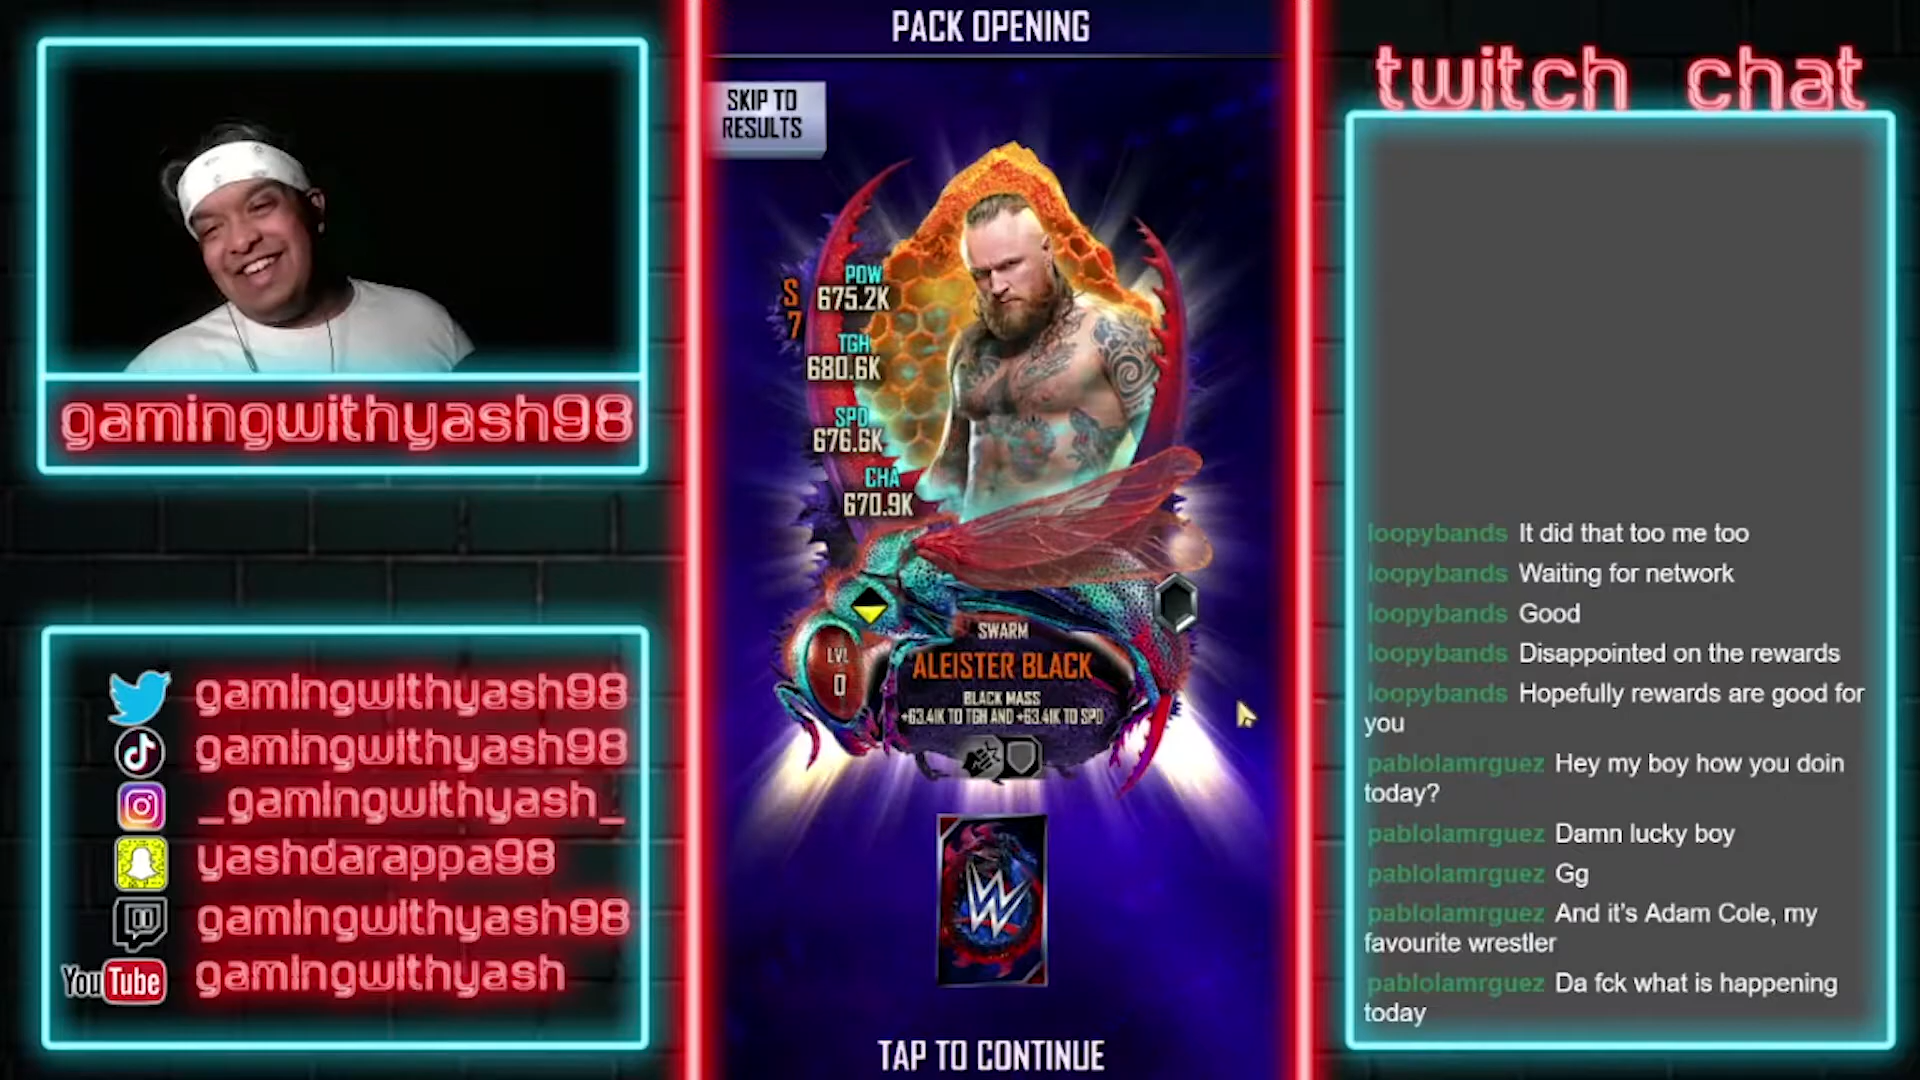 PACK OPENING
SKIP TO
RESULTS
gamingwithyash98
gamingwithyash98
gamingwithyash98
_gamingwithyash_
yashdarappa98
gamingwithyash98
YouTube gamingwithyash
S
7
POW
675.2K
TGH
680.6K
SPD
676.6K
CHA
670.9K
LVL
0
SWARM
ALEISTER BLACK
BLACK MASS
+63.41K TO TGH AND +63.41K TO SPD
W
TAP TO CONTINUE
twitch chat
loopybands It did that too me too
loopybands Waiting for network
loopybands Good
loopybands Disappointed on the rewards
loopybands Hopefully rewards are good for
you
pablolamrguez Hey my boy how you doin
today?
pablolamrguez Damn lucky boy
pablolamrguez Gg
pablolamrguez And it's Adam Cole, my
favourite wrestler
pablolamrguez Da fck what is happening
today